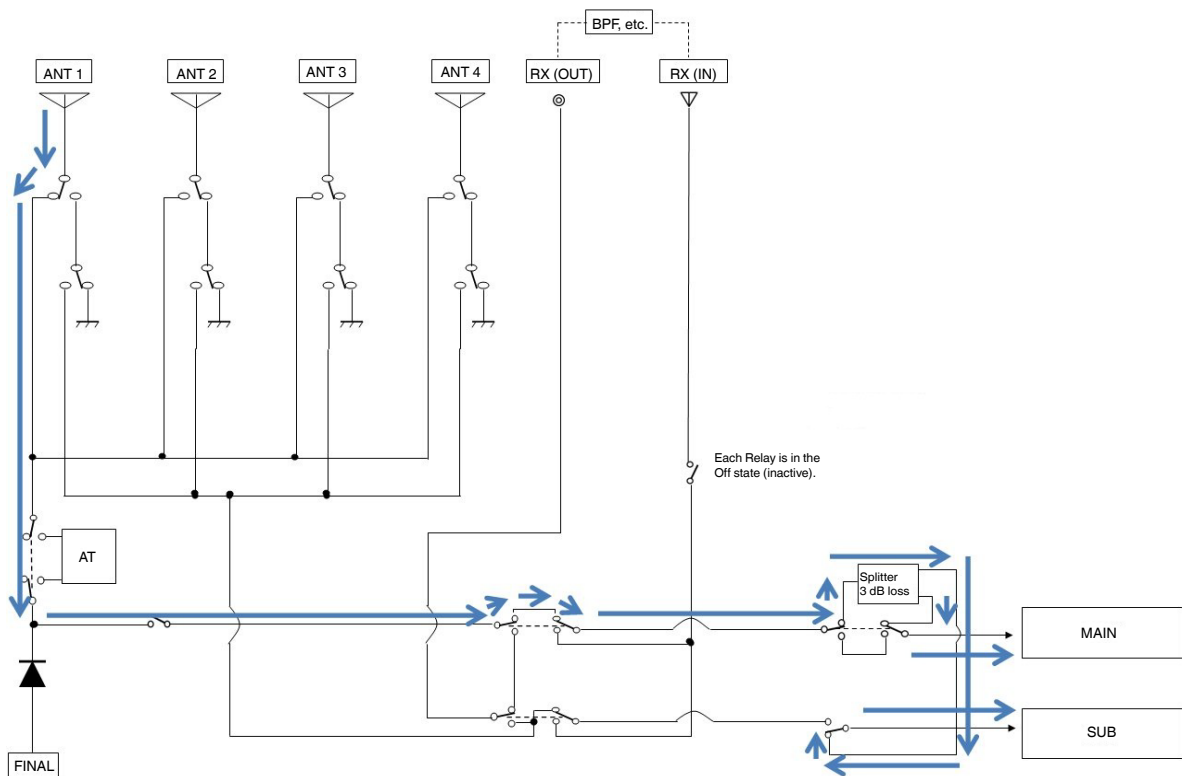 BPF, etc.
ANT 1
ANT 2
ANT 3
ANT 4
RX (OUT)
RX (IN)
Each Relay is in the
Off state (inactive).
AT
Splitter
3 dB loss
MAIN
SUB
FINAL